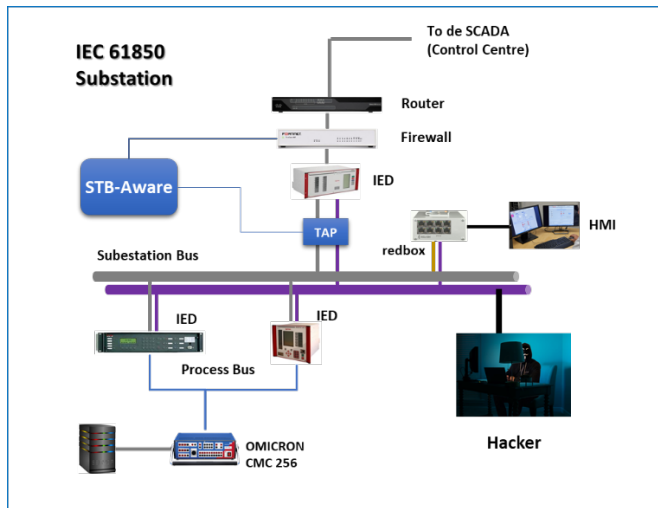 IEC 61850
Substation
To de SCADA
(Control Centre)
Router
Firewall
IED
STB-Aware
TAP
HMI
redbox
Subestation Bus
IED
IED
Process Bus
OMICRON
CMC 256
Hacker